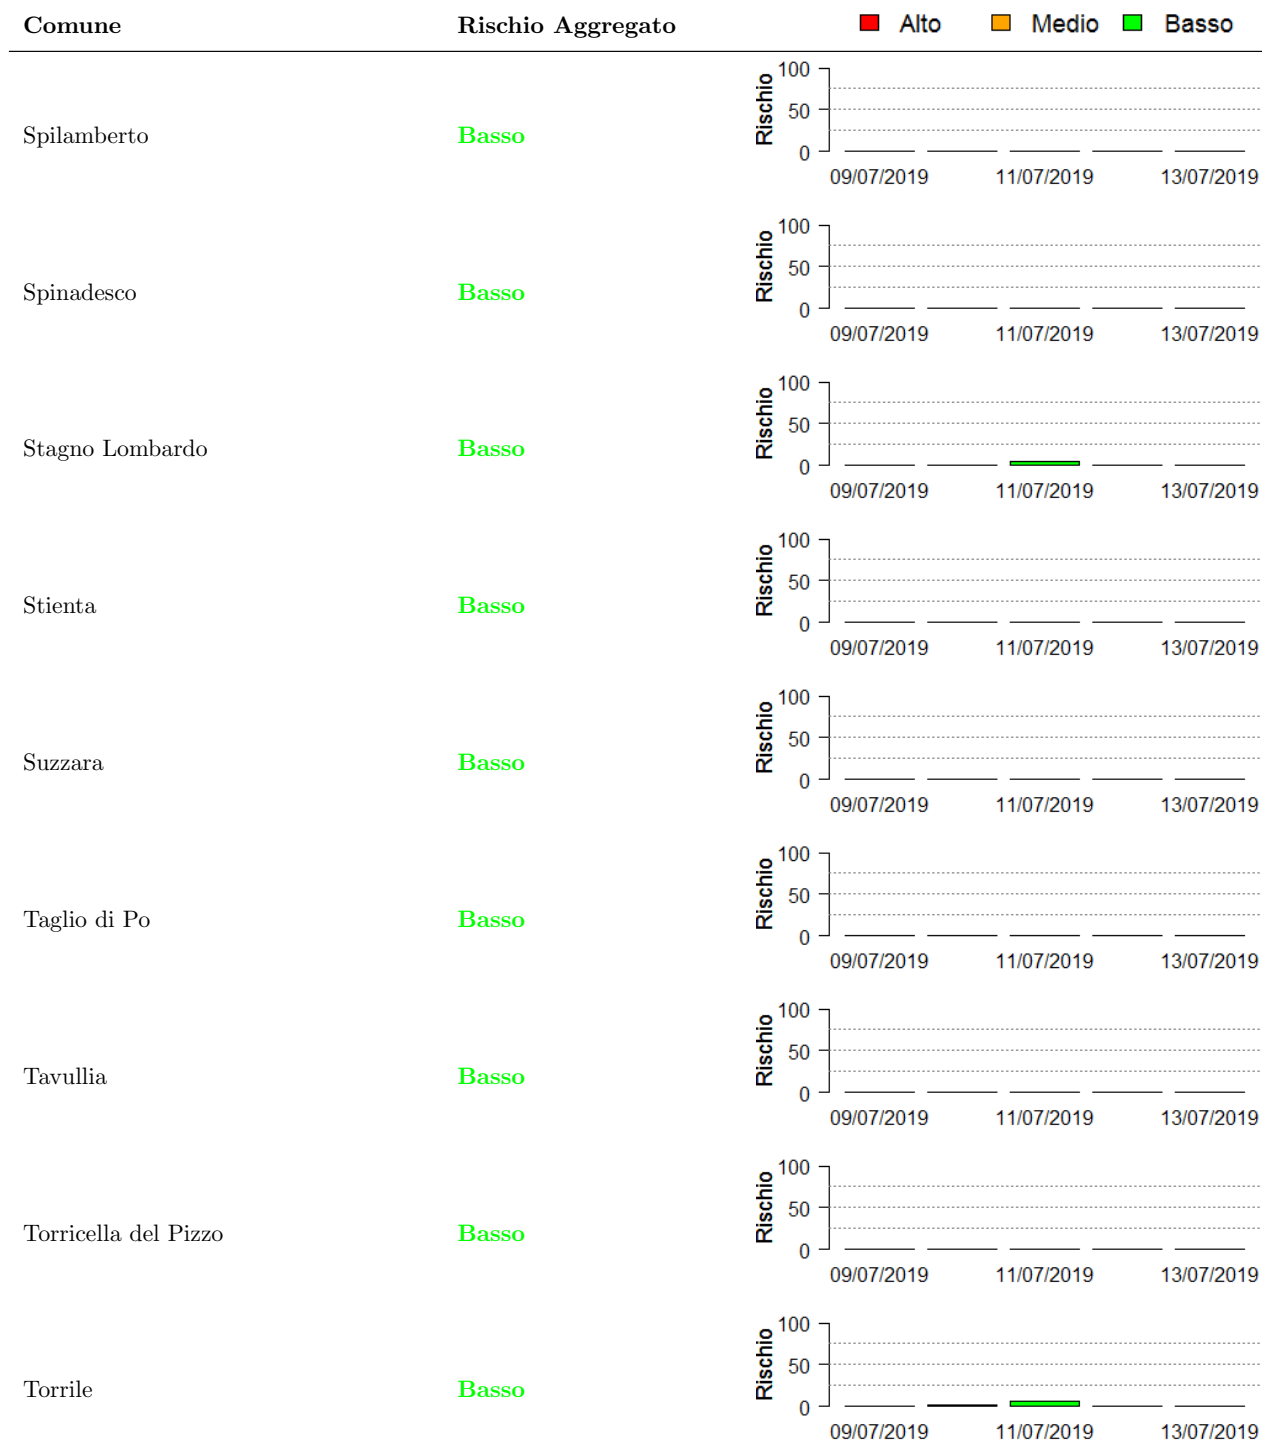 Comune Rischio Aggregato Alto Medio Basso
100
50
0
Rischio
Spilamberto Basso
09/07/2019 11/07/2019 13/07/2019
100
50
0
Rischio
Spinadesco Basso
09/07/2019 11/07/2019 13/07/2019
100
50
0
Rischio
Stagno Lombardo Basso
09/07/2019 11/07/2019 13/07/2019
100
50
0
Rischio
Stienta Basso
09/07/2019 11/07/2019 13/07/2019
100
50
0
Rischio
Suzzara Basso
09/07/2019 11/07/2019 13/07/2019
100
50
0
Rischio
Taglio di Po Basso
09/07/2019 11/07/2019 13/07/2019
100
50
0
Rischio
Tavullia Basso
09/07/2019 11/07/2019 13/07/2019
100
50
0
Rischio
Torricella del Pizzo Basso
09/07/2019 11/07/2019 13/07/2019
100
50
0
Rischio
Torrile Basso
09/07/2019 11/07/2019 13/07/2019